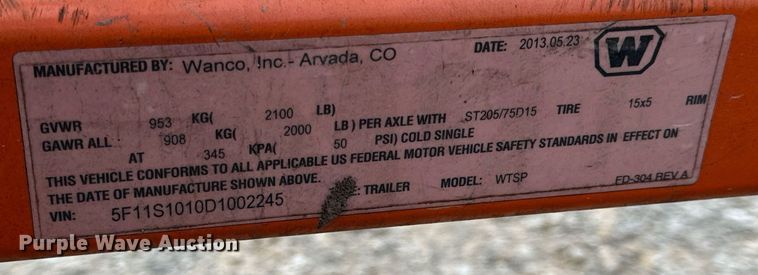 MANUFACTURED BY: Wanco, Inc.- Arvada, CO DATE: 2013.05.23 W
GVWR 953 KG( 2100 LB)
GAWR ALL : 908 KG( 2000 LB) PER AXLE WITH ST205/75D15 TIRE 15x5 RIM
AT 345 KPA( 50 PSI) COLD SINGLE
THIS VEHICLE CONFORMS TO ALL APPLICABLE US FEDERAL MOTOR VEHICLE SAFETY STANDARDS IN EFFECT ON
THE DATE OF MANUFACTURE SHOWN ABOVE.
: TRAILER MODEL: WTSP FD-304 REV A
VIN: 5F11S1010D1002245
Purple Wave Auction
Purple Wave Auction